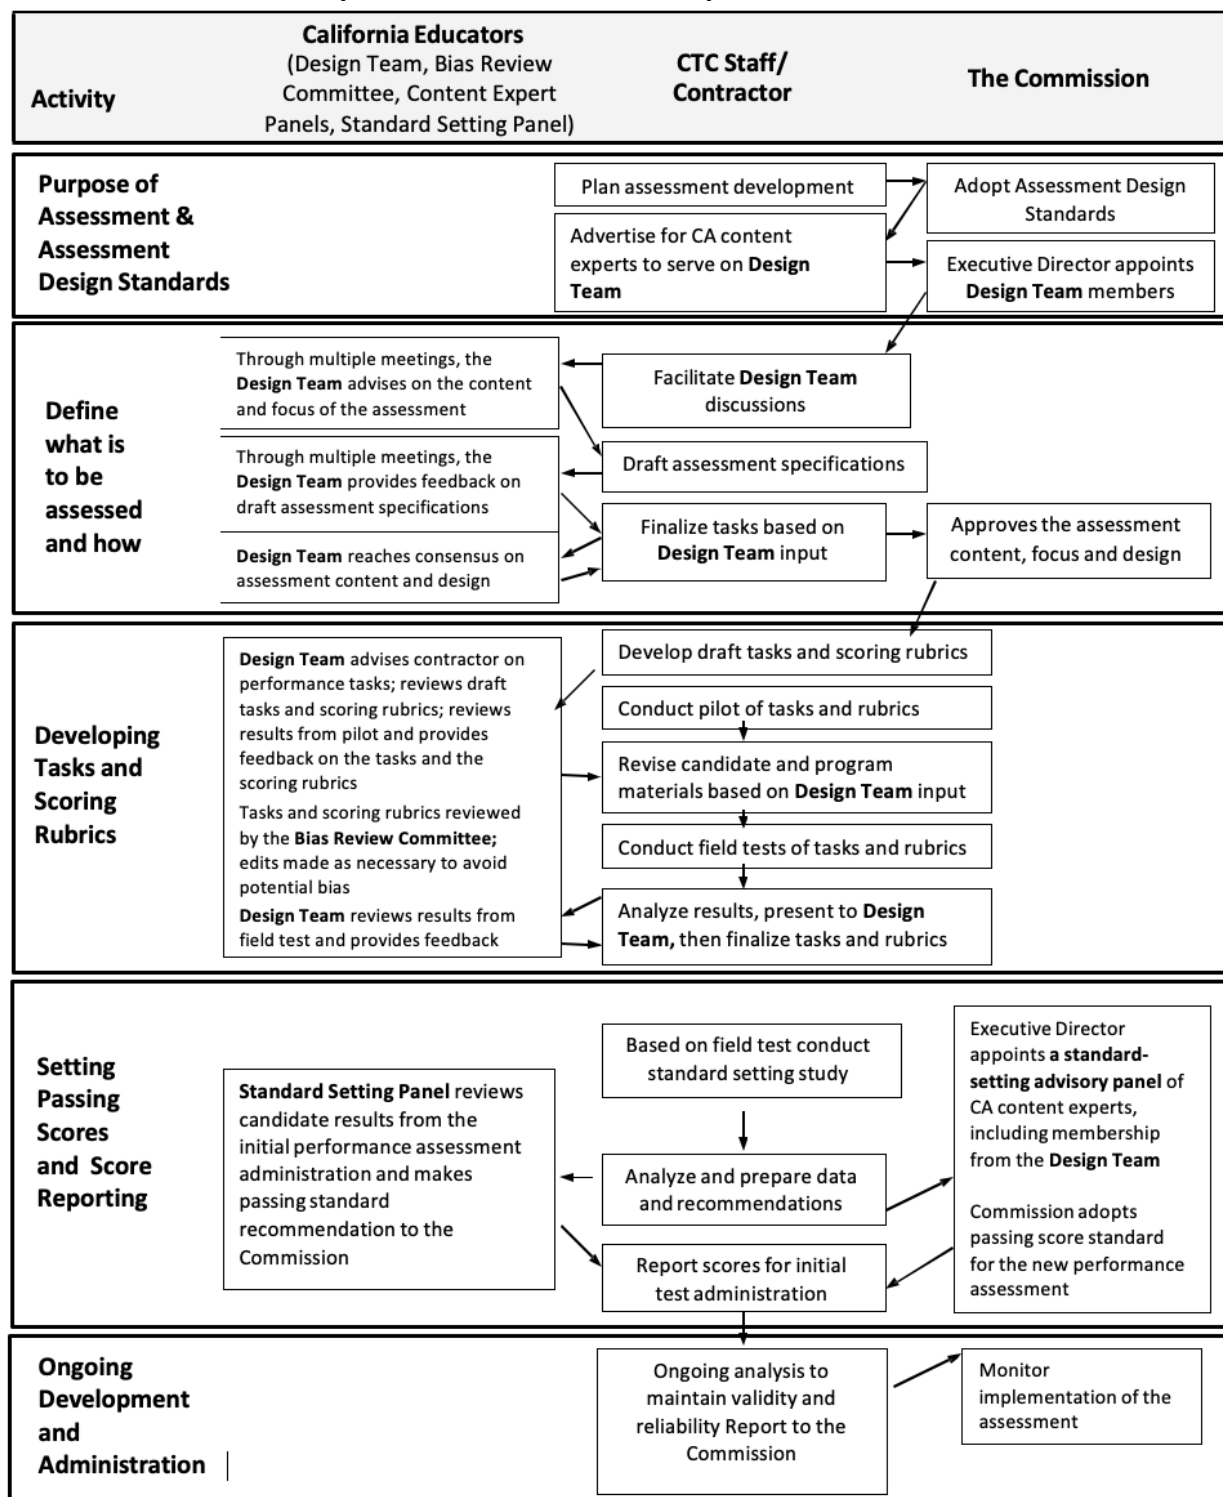 Activity
California Educators
(Design Team, Bias Review
Committee, Content Expert
Panels, Standard Setting Panel)
CTC Staff/
Contractor
The Commission
Purpose of
Assessment &
Assessment
Design Standards
Plan assessment development
Adopt Assessment Design
Standards
Advertise for CA content
experts to serve on Design
Team
Executive Director appoints
Design Team members
Define
what is
to be
assessed
and how
Through multiple meetings, the
Design Team advises on the content
and focus of the assessment
Facilitate Design Team
discussions
Through multiple meetings, the
Design Team provides feedback on
draft assessment specifications
Draft assessment specifications
Design Team reaches consensus on
assessment content and design
Finalize tasks based on
Design Team input
Approves the assessment
content, focus and design
Developing
Tasks and
Scoring
Rubrics
Design Team advises contractor on
performance tasks; reviews draft
tasks and scoring rubrics; reviews
results from pilot and provides
feedback on the tasks and the
scoring rubrics
Tasks and scoring rubrics reviewed
by the Bias Review Committee;
edits made as necessary to avoid
potential bias
Design Team reviews results from
field test and provides feedback
Develop draft tasks and scoring rubrics
Conduct pilot of tasks and rubrics
Revise candidate and program
materials based on Design Team input
Conduct field tests of tasks and rubrics
Analyze results, present to Design
Team, then finalize tasks and rubrics
Setting
Passing
Scores
and Score
Reporting
Standard Setting Panel reviews
candidate results from the
initial performance assessment
administration and makes
passing standard
recommendation to the
Commission
Based on field test conduct
standard setting study
Analyze and prepare data
and recommendations
Report scores for initial
test administration
Executive Director
appoints a standard-
setting advisory panel of
CA content experts,
including membership
from the Design Team
Commission adopts
passing score standard
for the new performance
assessment
Ongoing
Development
and
Administration
Ongoing analysis to
maintain validity and
reliability Report to the
Commission
Monitor
implementation of the
assessment